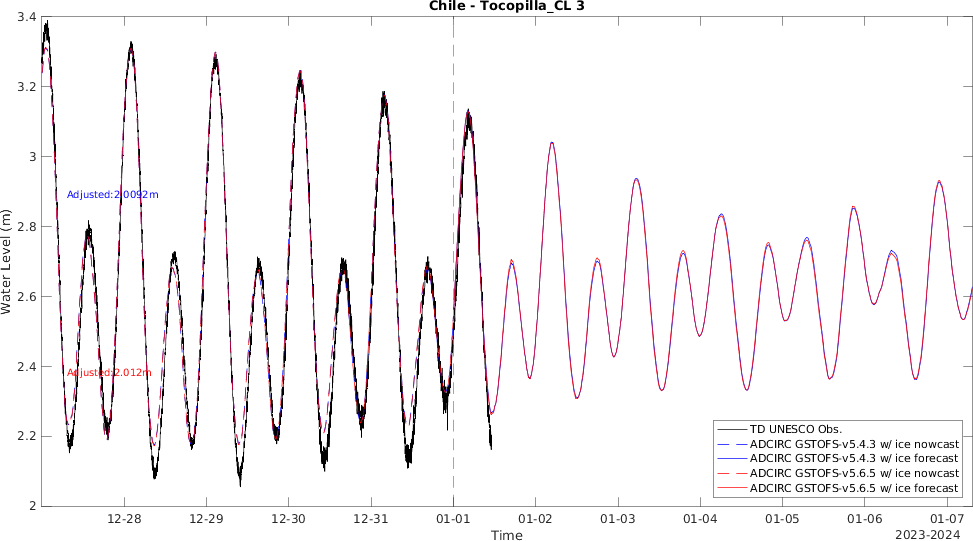 Chile - Tocopilla_CL 3
3.4
3.2
3
2.8
2.6
2.4
2.2
2
Water Level (m)
Adjusted:2.0092m
Adjusted:2.012m
TD UNESCO Obs.
ADCIRC GSTOFS-v5.4.3 w/ ice nowcast
ADCIRC GSTOFS-v5.4.3 w/ ice forecast
ADCIRC GSTOFS-v5.6.5 w/ ice nowcast
ADCIRC GSTOFS-v5.6.5 w/ ice forecast
12-28 12-29 12-30 12-31 01-01 01-02 01-03 01-04 01-05 01-06 01-07
Time
2023-2024